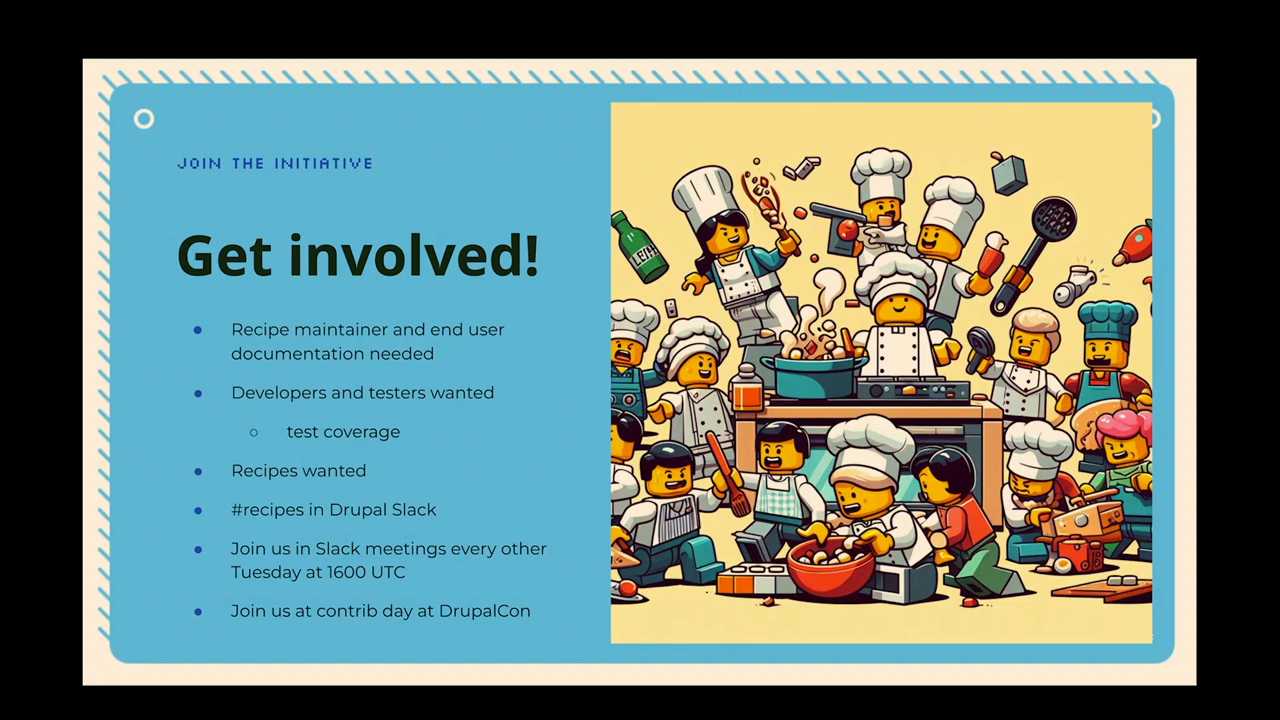 JOIN THE INITIATIVE
Get involved!
Recipe maintainer and end user
documentation needed
Developers and testers wanted
test coverage
Recipes wanted
#recipes in Drupal Slack
Join us in Slack meetings every other
Tuesday at 1600 UTC
Join us at contrib day at DrupalCon